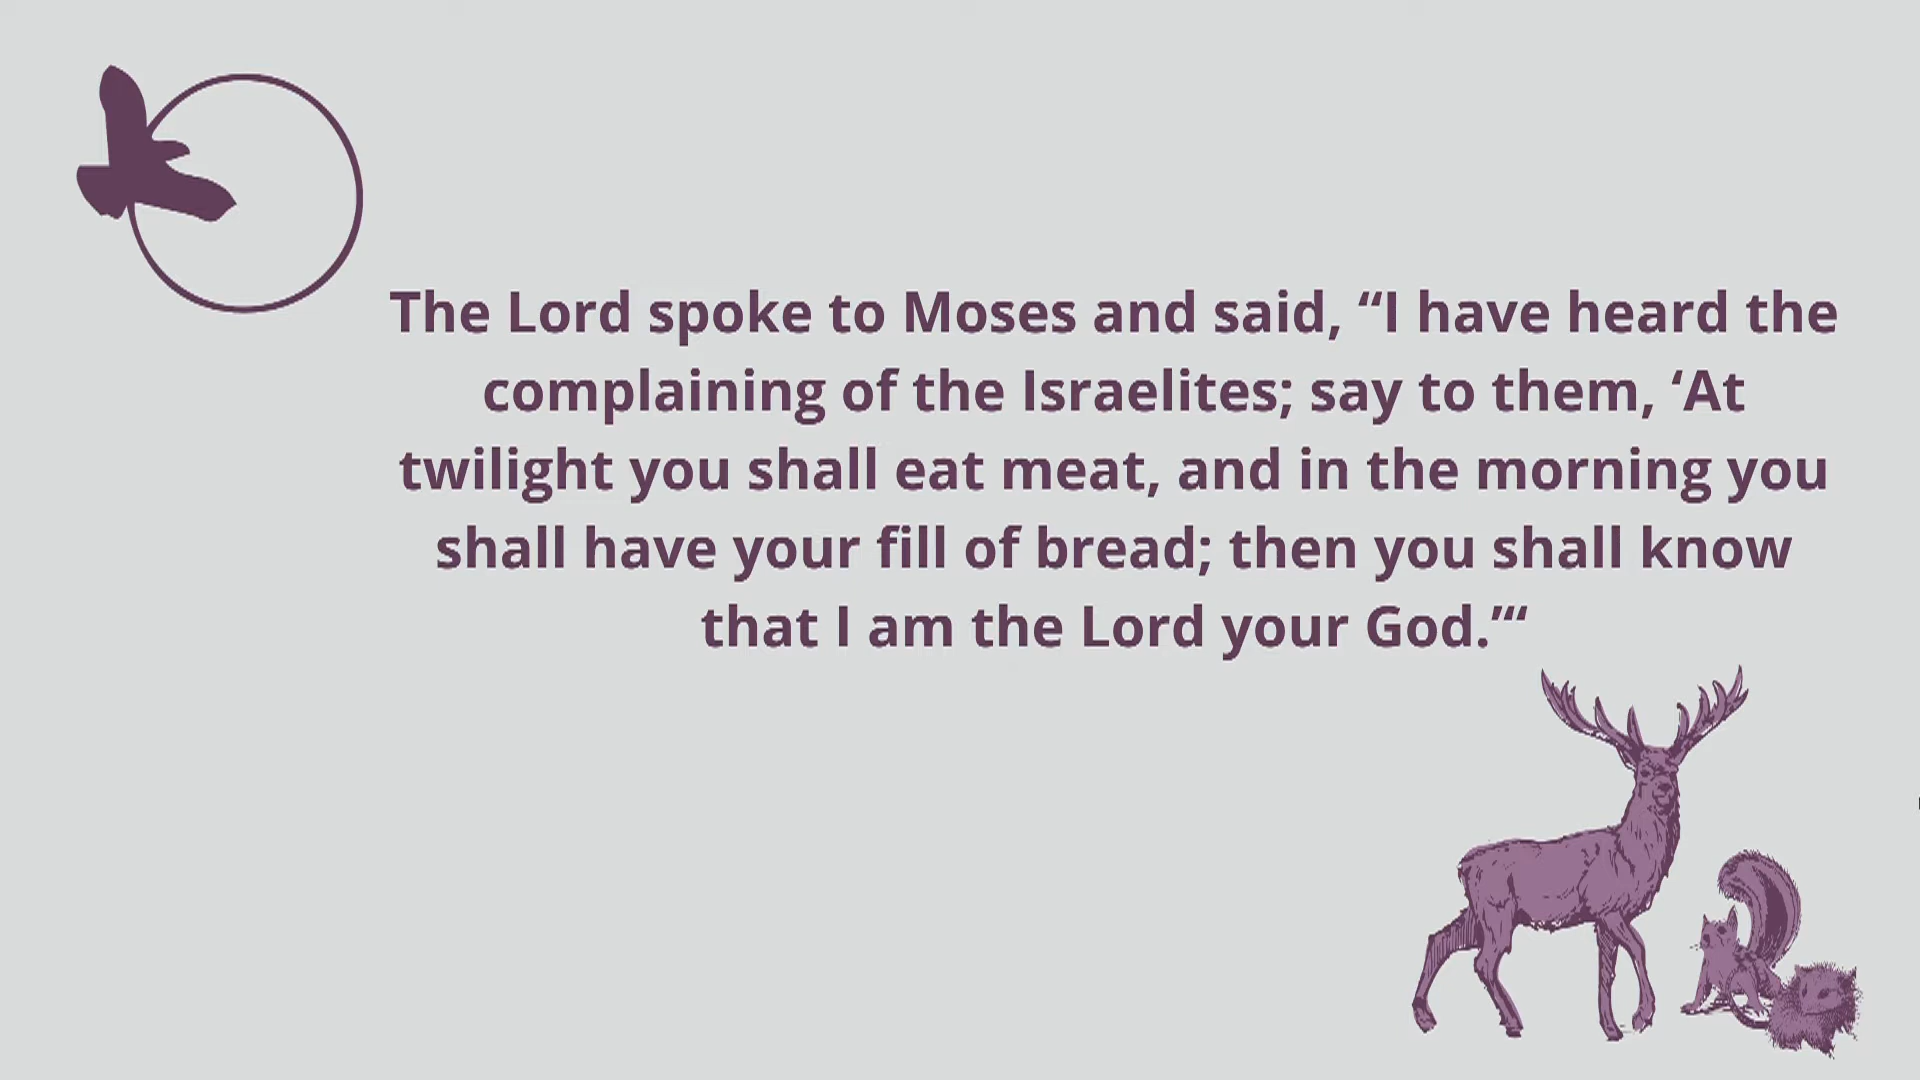 The Lord spoke to Moses and said, “I have heard the
complaining of the Israelites; say to them, ‘At
twilight you shall eat meat, and in the morning you
shall have your fill of bread; then you shall know
that I am the Lord your God.’“‘